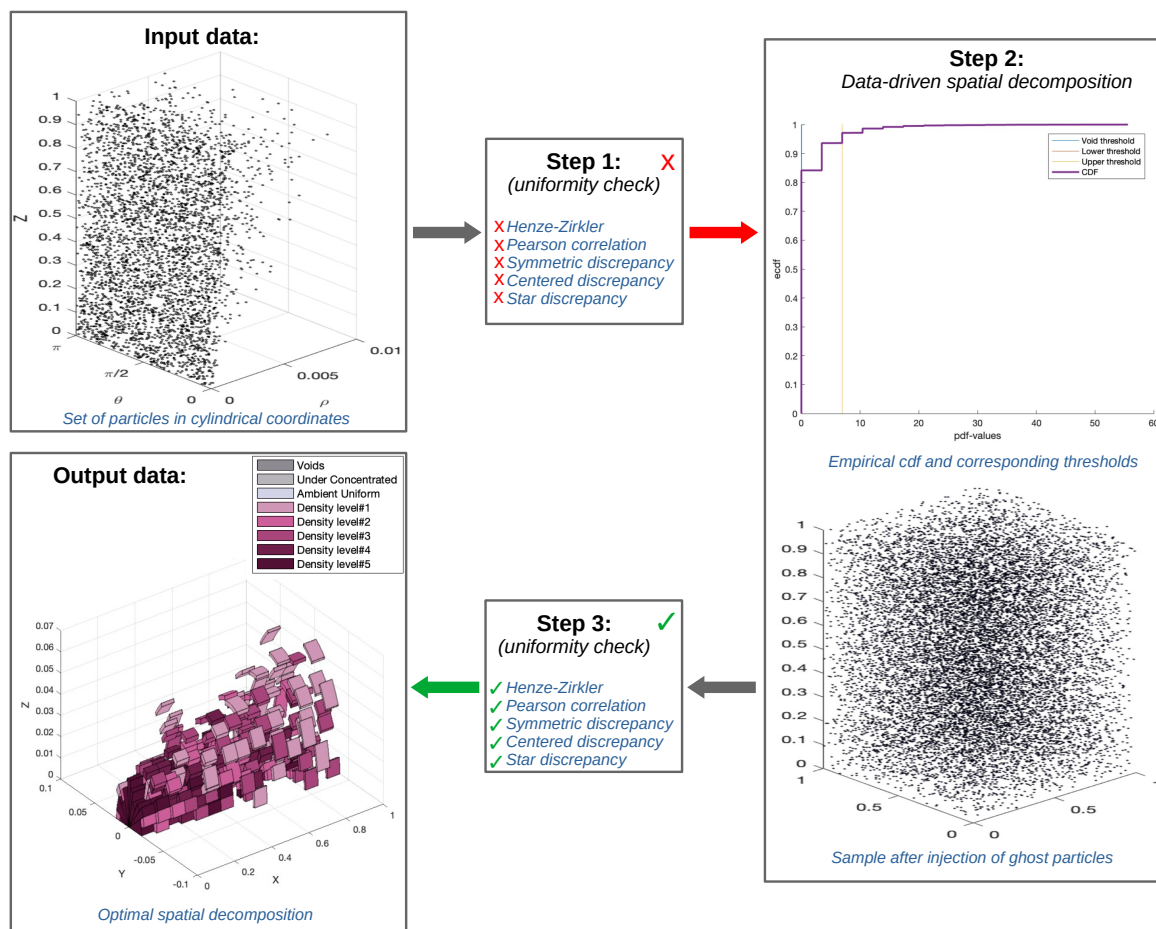 Input data:
1
0.9
0.8
0.7
0.6
0.5
0.4
0.3
0.2
0.1
0
Z
π
π/2
0
θ
0
0.005
0.01
ρ
Set of particles in cylindrical coordinates
Step 1:
X
(uniformity check)
X Henze-Zirkler
X Pearson correlation
X Symmetric discrepancy
X Centered discrepancy
X Star discrepancy
Step 2:
Data-driven spatial decomposition
1
0.9
0.8
0.7
0.6
0.5
0.4
0.3
0.2
0.1
0
ecdf
0 10 20 30 40 50 60
pdf-values
Void threshold
Lower threshold
Upper threshold
CDF
Empirical cdf and corresponding thresholds
1
0.9
0.8
0.7
0.6
0.5
0.4
0.3
0.2
0.1
0
1
0.5
0
0
0.5
Sample after injection of ghost particles
Step 3:
✓
(uniformity check)
✓ Henze-Zirkler
✓ Pearson correlation
✓ Symmetric discrepancy
✓ Centered discrepancy
✓ Star discrepancy
Output data:
Voids
Under Concentrated
Ambient Uniform
Density level#1
Density level#2
Density level#3
Density level#4
Density level#5
0.07
0.06
0.05
0.04
0.03
0.02
0.01
0
Z
0.1
0.05
0
-0.05
-0.1
Y
0
0.2
0.4
0.6
0.8
1
X
Optimal spatial decomposition